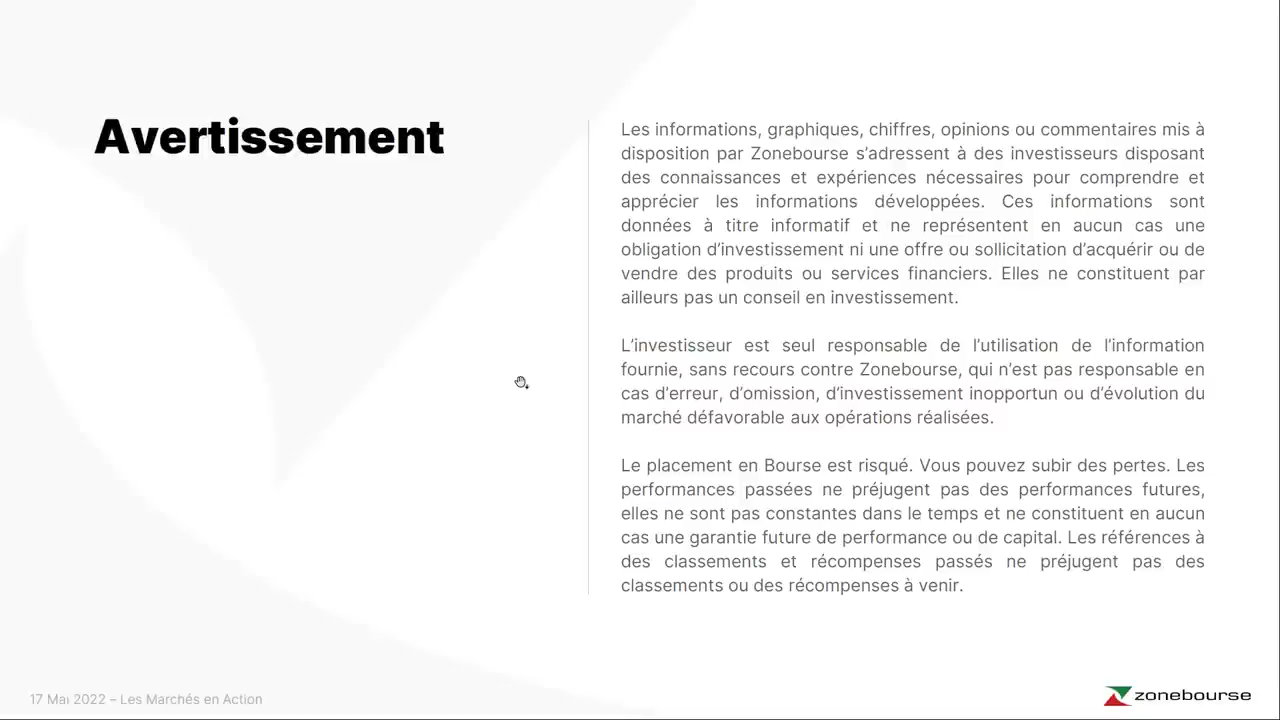 Avertissement
Les informations, graphiques, chiffres, opinions ou commentaires mis à
disposition par Zonebourse s’adressent à des investisseurs disposant
des connaissances et expériences nécessaires pour comprendre et
apprécier les informations développées. Ces informations sont
données à titre informatif et ne représentent en aucun cas une
obligation d’investissement ni une offre ou sollicitation d’acquérir ou de
vendre des produits ou services financiers. Elles ne constituent par
ailleurs pas un conseil en investissement.
L’investisseur est seul responsable de l’utilisation de l’information
fournie, sans recours contre Zonebourse, qui n’est pas responsable en
cas d’erreur, d’omission, d’investissement inopportun ou d’évolution du
marché défavorable aux opérations réalisées.
Le placement en Bourse est risqué. Vous pouvez subir des pertes. Les
performances passées ne préjugent pas des performances futures,
elles ne sont pas constantes dans le temps et ne constituent en aucun
cas une garantie future de performance ou de capital. Les références à
des classements et récompenses passés ne préjugent pas des
classements ou des récompenses à venir.
17 Mai 2022 – Les Marchés en Action
zonebourse